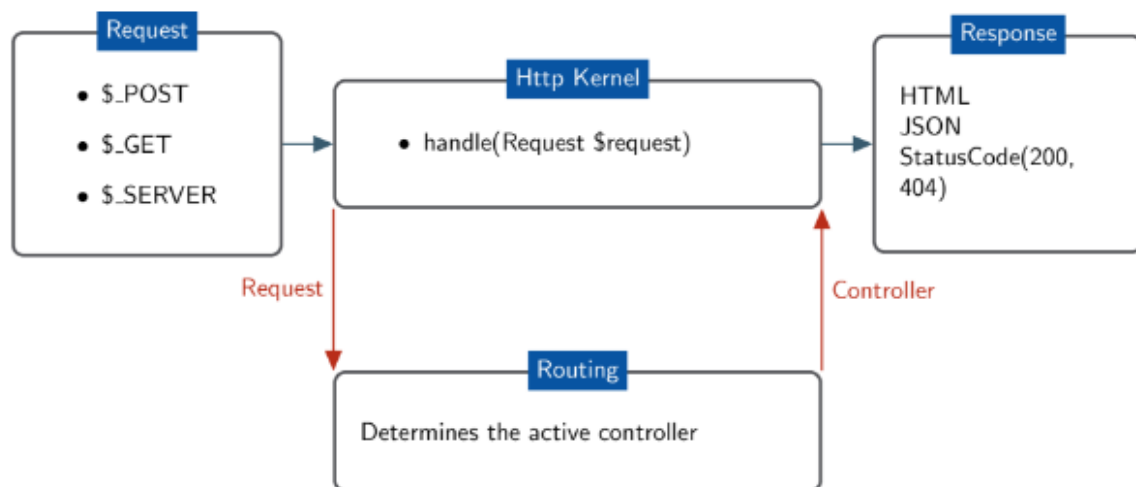 Request
• $_POST
• $_GET
• $_SERVER
Http Kernel
• handle(Request $request)
Response
HTML
JSON
StatusCode(200,
404)
Request
Controller
Routing
Determines the active controller